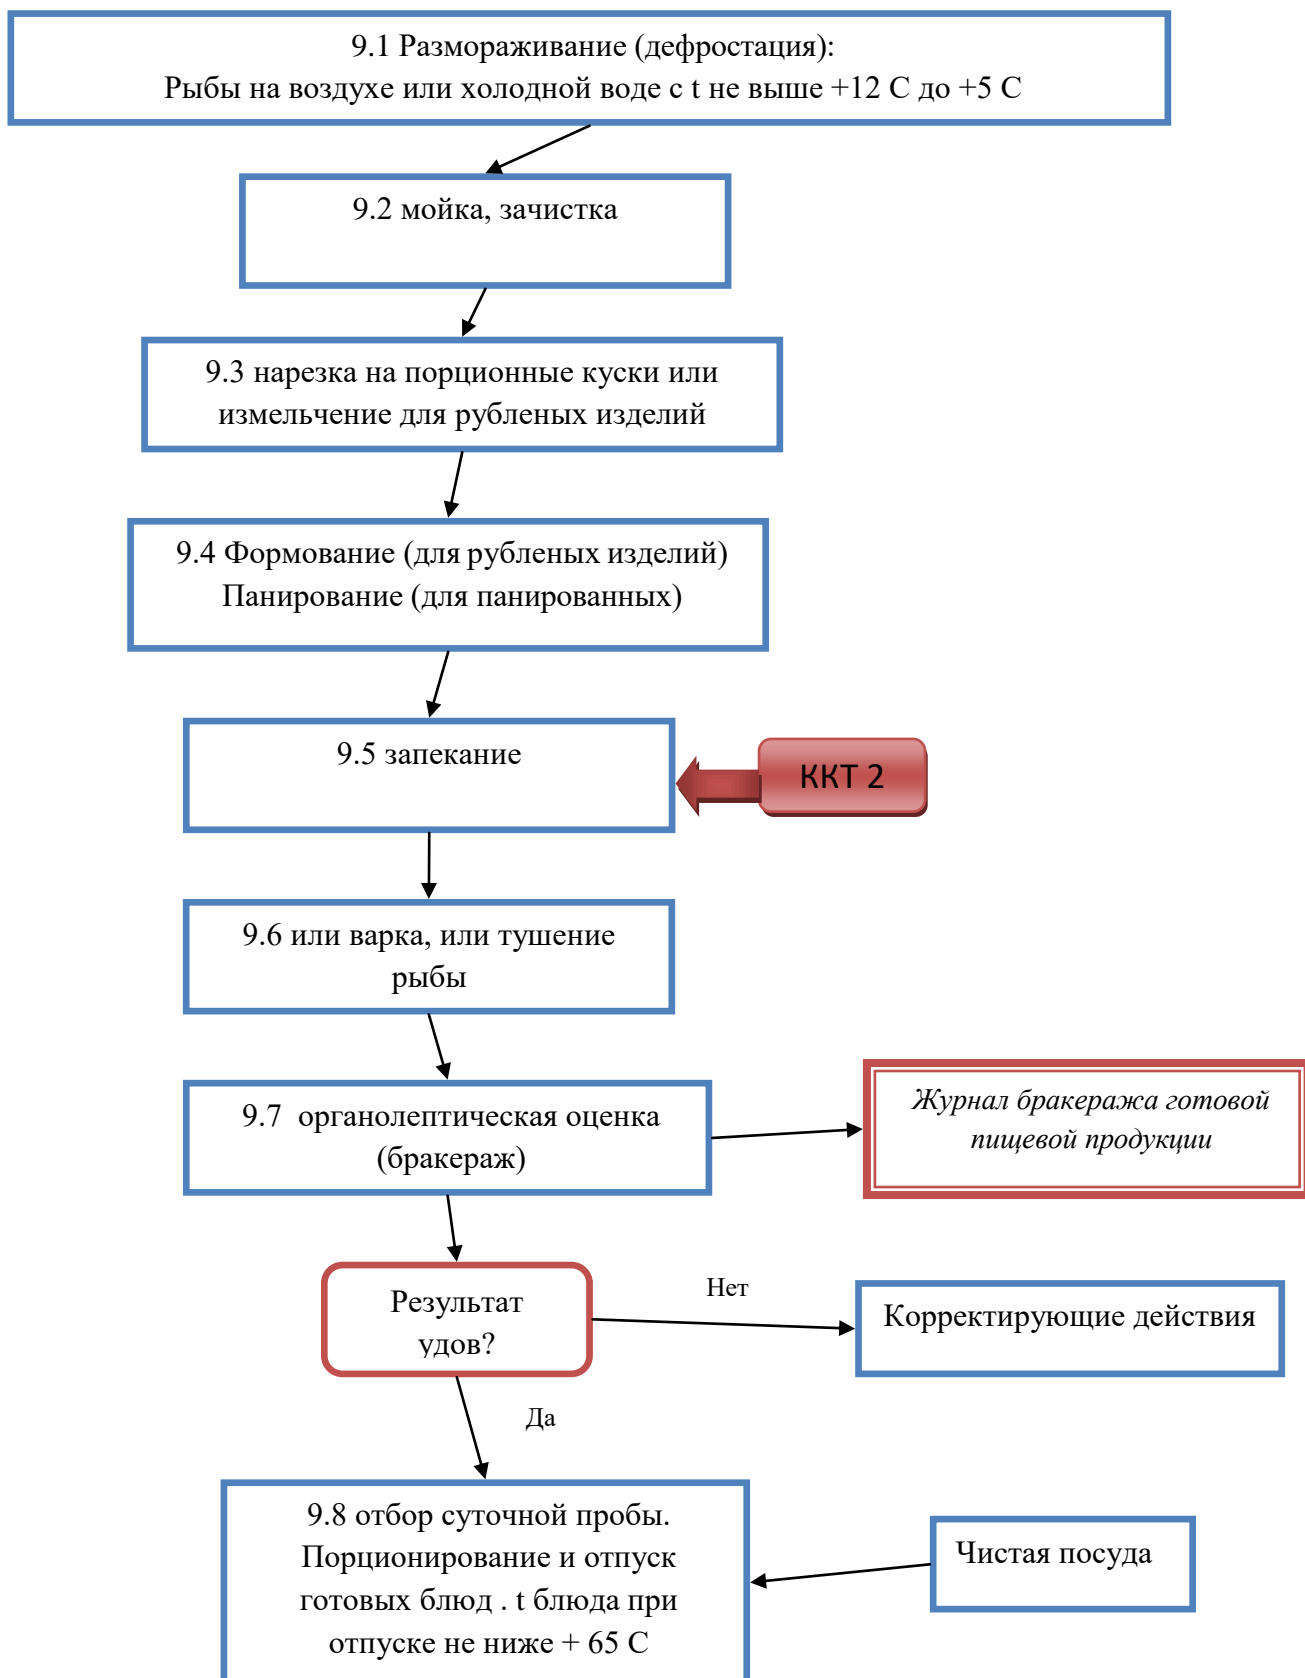 9.1 Размораживание (дефростация):
Рыбы на воздухе или холодной воде с t не выше +12 С до +5 С
9.2 мойка, зачистка
9.3 нарезка на порционные куски или
измельчение для рубленых изделий
9.4 Формование (для рубленых изделий)
Панирование (для панированных)
9.5 запекание
ККТ 2
9.6 или варка, или тушение
рыбы
9.7 органолептическая оценка
(бракераж)
Журнал бракеража готовой
пищевой продукции
Результат
удов?
Нет
Корректирующие действия
Да
9.8 отбор суточной пробы.
Порционирование и отпуск
готовых блюд . t блюда при
отпуске не ниже + 65 С
Чистая посуда